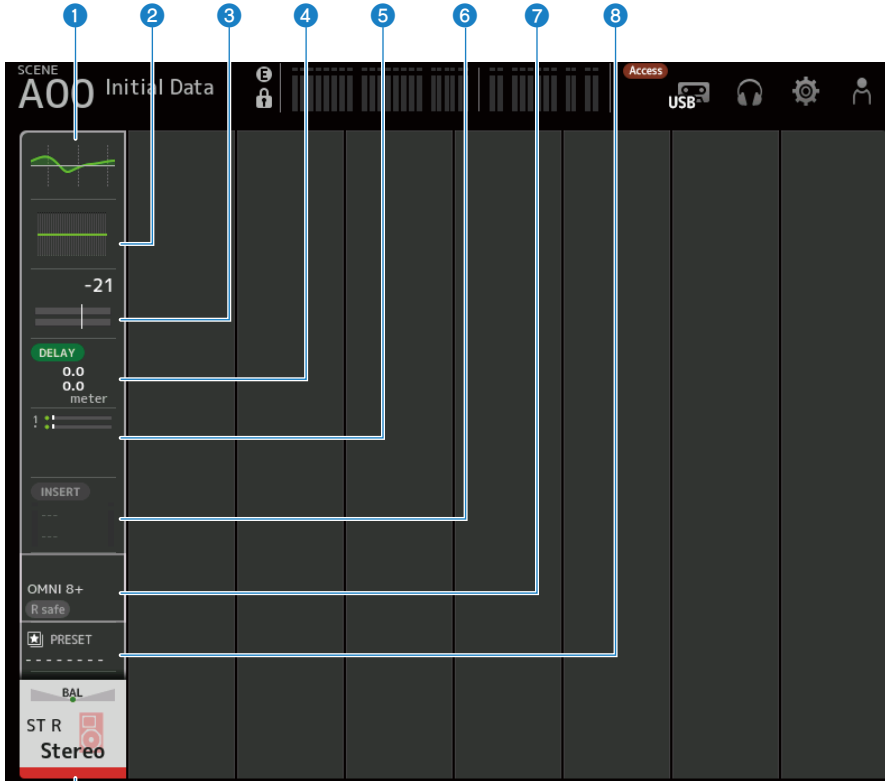 1 2 3 4 5 6 7 8
SCENE
A00 Initial Data
E
Access
USB
-21
DELAY
0.0
0.0
meter
!
INSERT
---
---
OMNI 8+
R safe
PRESET
--------
BAL
ST R
Stereo